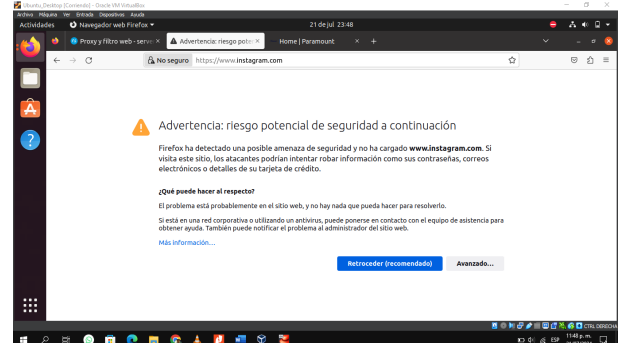 Ubuntu_Desktop [Corriendo] - Oracle VM VirtualBox
Archivo Máquina Ver Entrada Dispositivos Ayuda
Actividades Navegador web Firefox 21 de jul 23:48
Proxy y filtro web - serve Advertencia: riesgo pote Home | Paramount
No seguro https://www.instagram.com
Advertencia: riesgo potencial de seguridad a continuación
Firefox ha detectado una posible amenaza de seguridad y no ha cargado www.instagram.com. Si
visita este sitio, los atacantes podrían intentar robar información como sus contraseñas, correos
electrónicos o detalles de su tarjeta de crédito.
¿Qué puede hacer al respecto?
El problema está probablemente en el sitio web, y no hay nada que pueda hacer para resolverlo.
Si está en una red corporativa o utilizando un antivirus, puede ponerse en contacto con el equipo de asistencia para
obtener ayuda. También puede notificar el problema al administrador del sitio web.
Más información…
Retroceder (recomendado) Avanzado…
CTRL DERECHA
ESP 11:48 p. m.